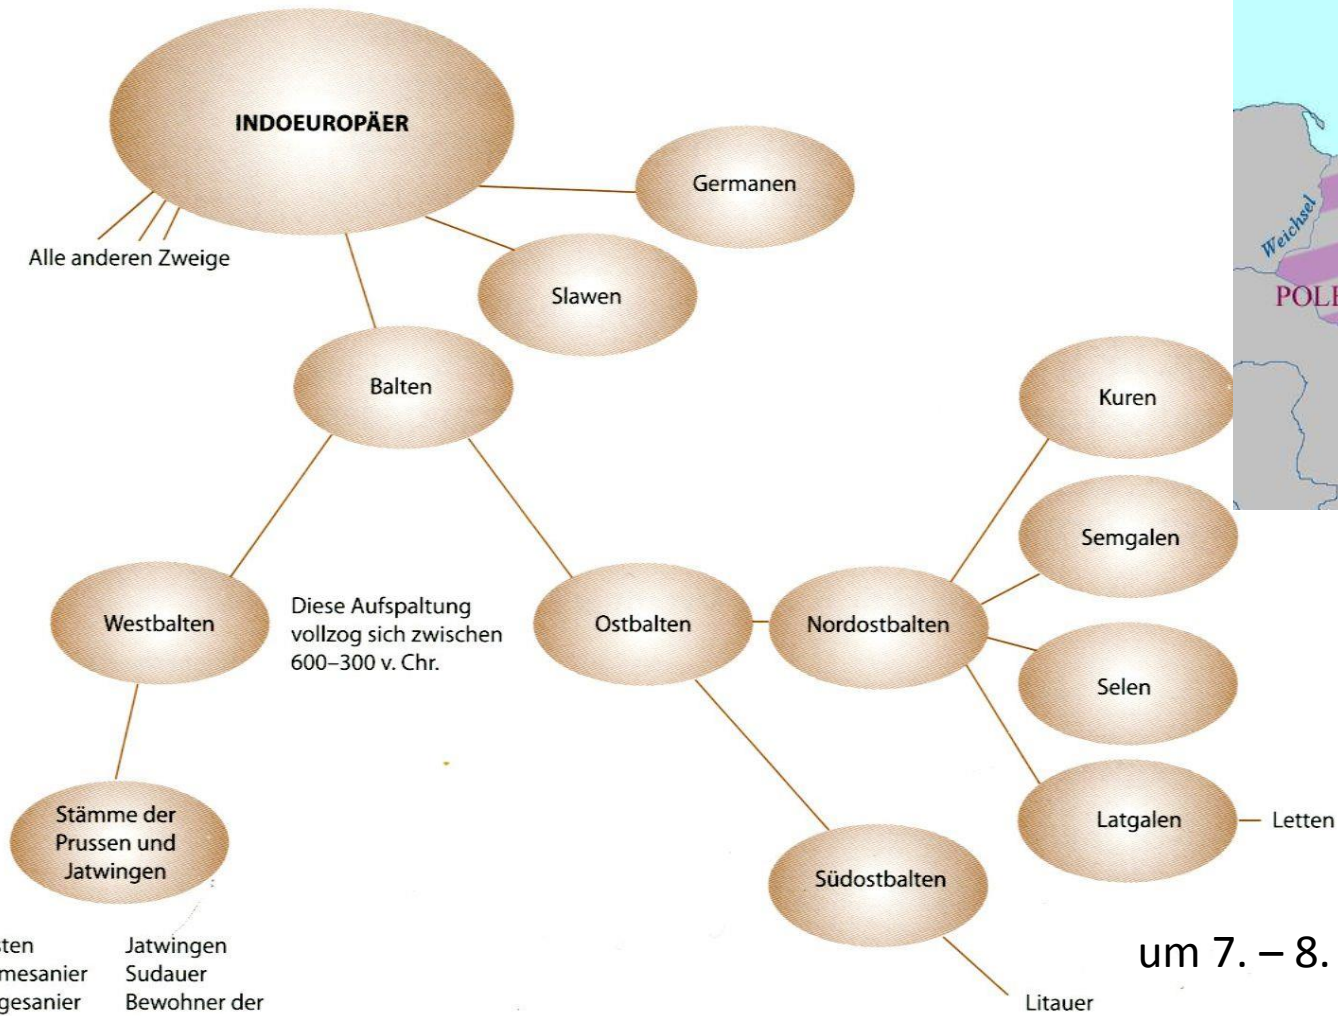 INDOEUROPÄER
Germanen
Alle anderen Zweige
Slawen
Weichsel
Balten
Kuren
Semgalen
Westbalten
Diese Aufspaltung
vollzog sich zwischen
600–300 v. Chr.
Ostbalten
Nordostbalten
Selen
Stämme der
Prussen und
Jatwingen
Latgalen
Letten
Südostbalten
Jatwingen
Sudauer
Bewohner der
um 7. – 8.
Litauer